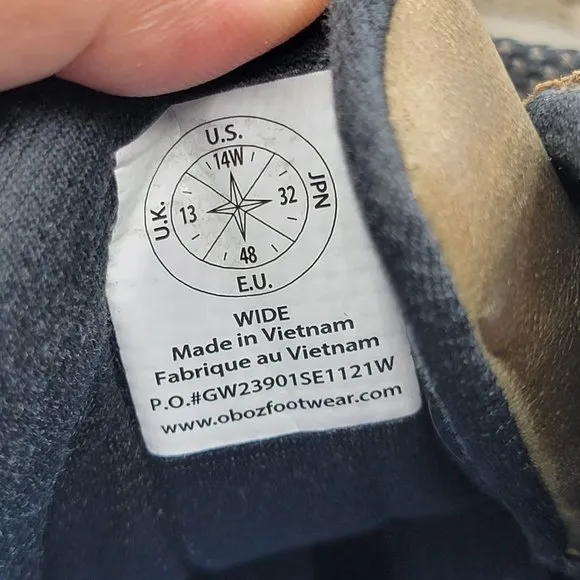 U.S.
14W
U.K.
13
32
JPN
48
E.U.
WIDE
Made in Vietnam
Fabrique au Vietnam
P.O.#GW23901SE1121W
www.obozfootwear.com